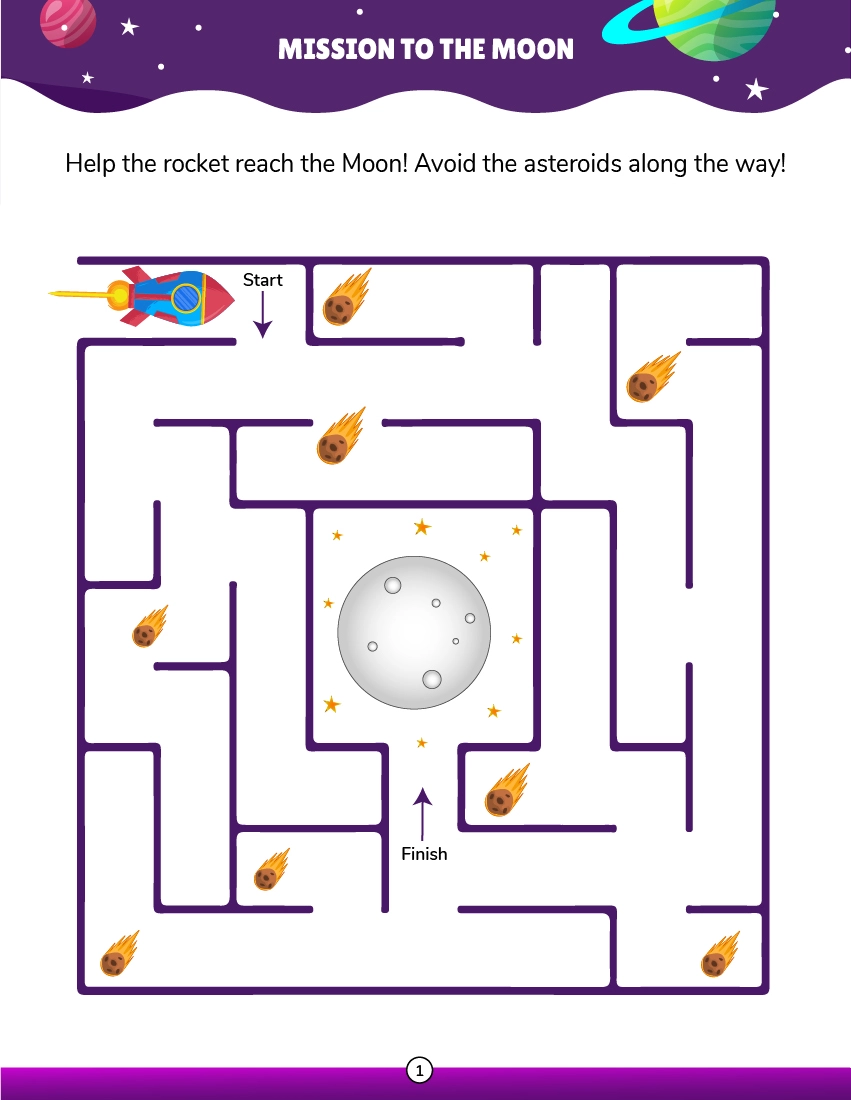 MISSION TO THE MOON
Help the rocket reach the Moon! Avoid the asteroids along the way!
Start
Finish
1